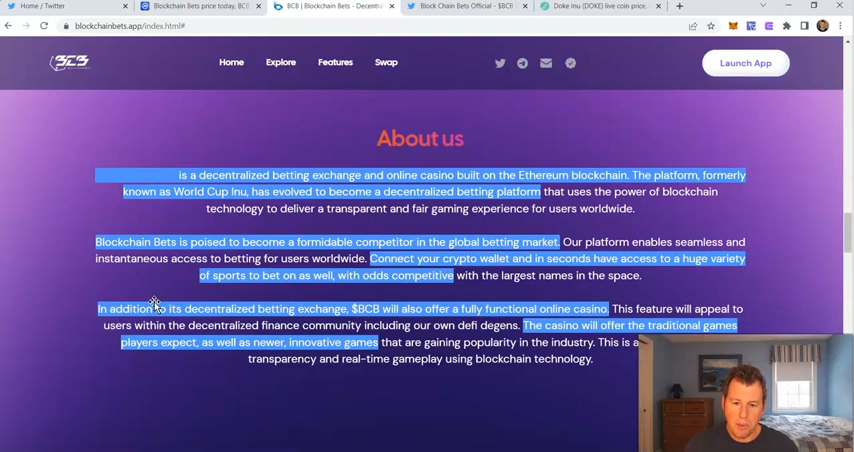 Home / Twitter
Blockchain Bets price today, BCB
BCB | Blockchain Bets - Decentra
Block Chain Bets Official - $BCB
Doke Inu (DOKE) live coin price,
blockchainbets.app/index.html#
BCB
Home
Explore
Features
Swap
Launch App
About us
is a decentralized betting exchange and online casino built on the Ethereum blockchain. The platform, formerly
known as World Cup Inu, has evolved to become a decentralized betting platform that uses the power of blockchain
technology to deliver a transparent and fair gaming experience for users worldwide.
Blockchain Bets is poised to become a formidable competitor in the global betting market. Our platform enables seamless and
instantaneous access to betting for users worldwide. Connect your crypto wallet and in seconds have access to a huge variety
of sports to bet on as well, with odds competitive with the largest names in the space.
In addition to its decentralized betting exchange, $BCB will also offer a fully functional online casino. This feature will appeal to
users within the decentralized finance community including our own defi degens. The casino will offer the traditional games
players expect, as well as newer, innovative games that are gaining popularity in the industry. This is a
transparency and real-time gameplay using blockchain technology.